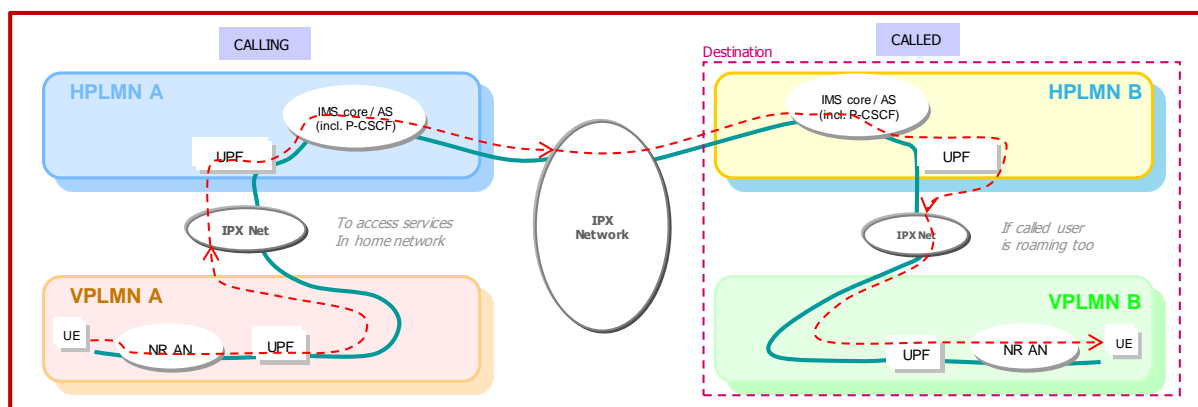 CALLING
CALLED
Destination
HPLMN A
IMS core / AS
(incl. P-CSCF)
UPF
IMS core / AS
(incl. P-CSCF)
HPLMN B
UPF
IPX Net
To access services
In home network
IPX
Network
IPX Net
If called user
is roaming too
VPLMN A
UE
NR AN
UPF
VPLMN B
UPF
NR AN
UE